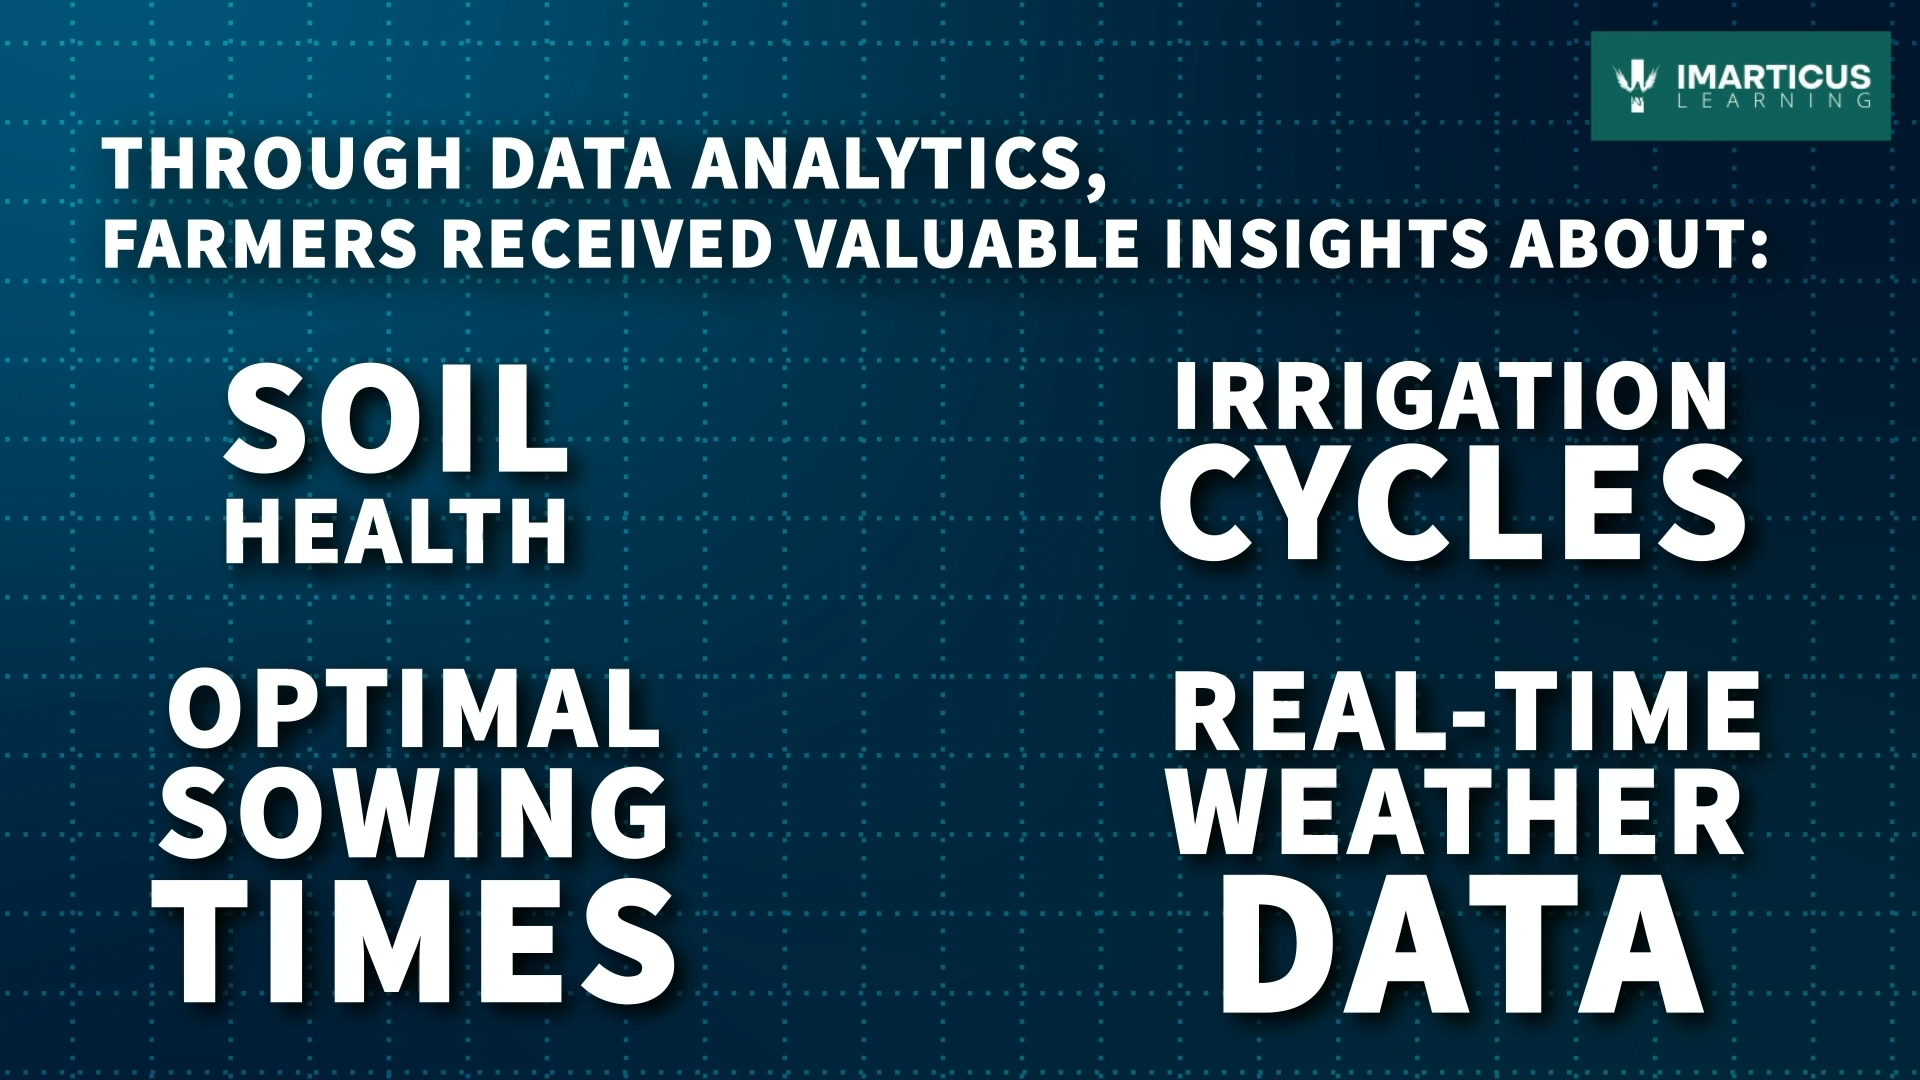 IMARTICUS
LEARNING
THROUGH DATA ANALYTICS,
FARMERS RECEIVED VALUABLE INSIGHTS ABOUT:
SOIL
HEALTH
IRRIGATION
CYCLES
OPTIMAL
SOWING
TIMES
REAL-TIME
WEATHER
DATA